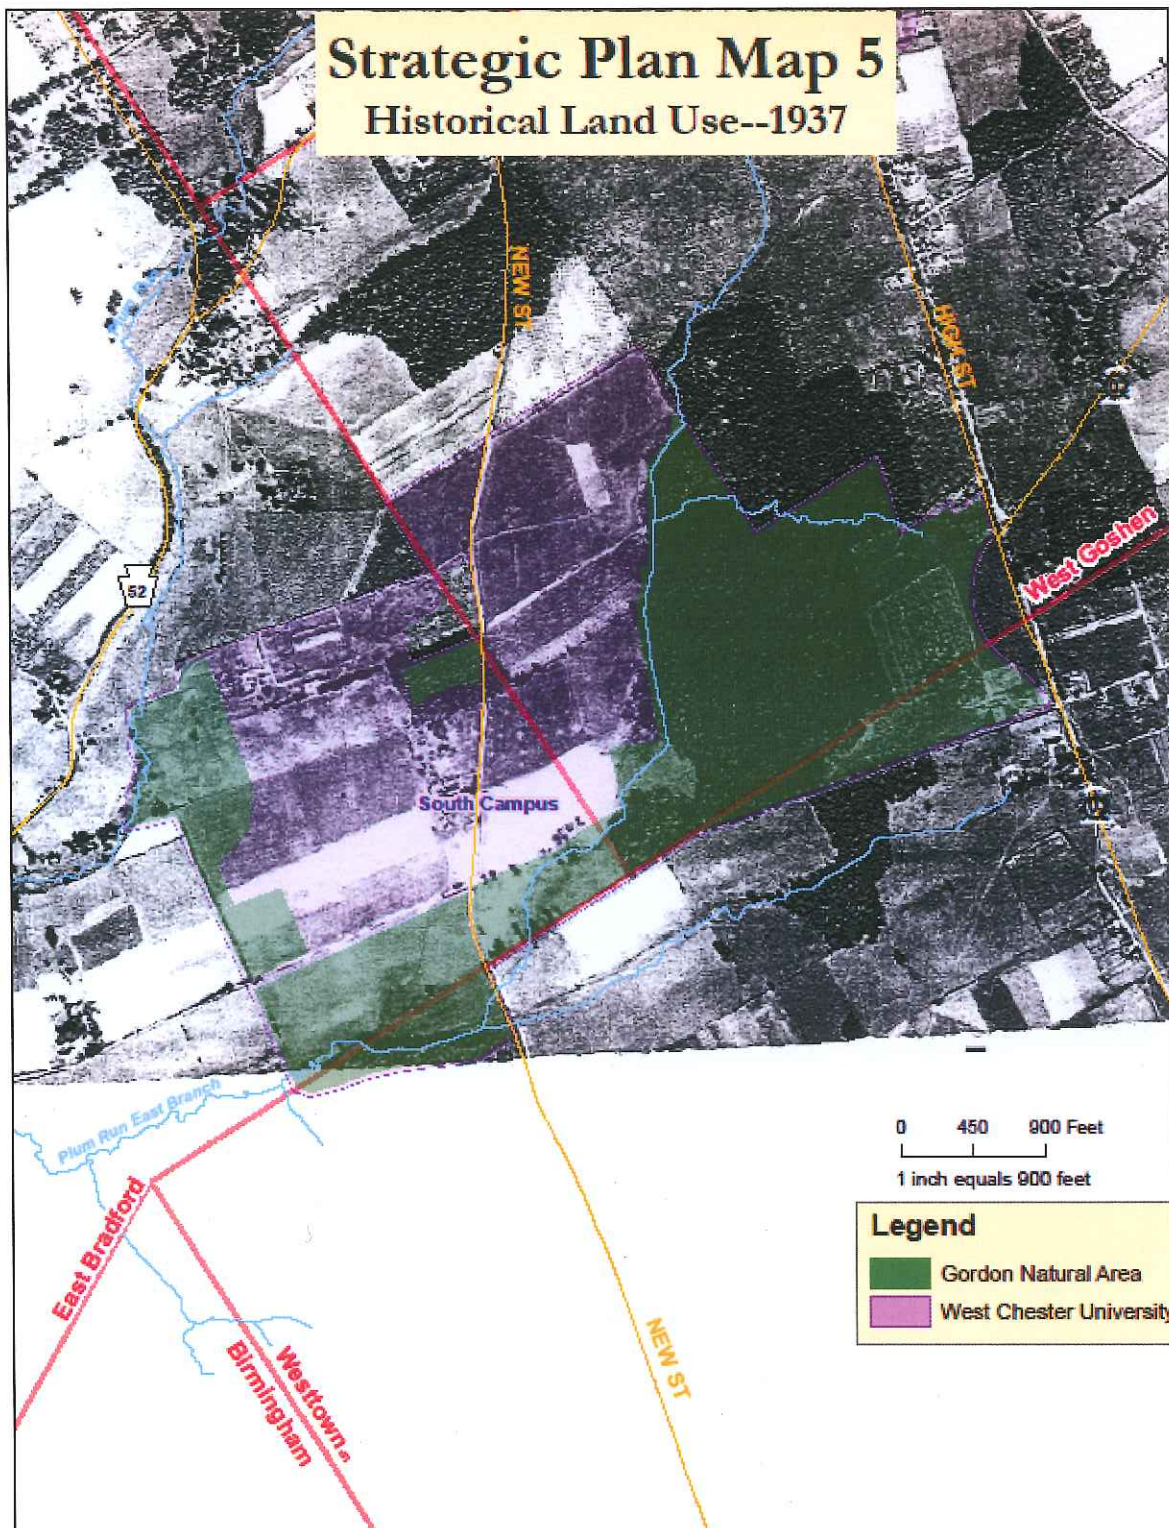 Strategic Plan Map 5
Historical Land Use--1937
NEW ST
HIGH ST
West Goshen
52
South Campus
Plum Run East Branch
0 450 900 Feet
1 inch equals 900 feet
East Bradford
Legend
Gordon Natural Area
West Chester University
NEW ST
Westtown
Birmingham